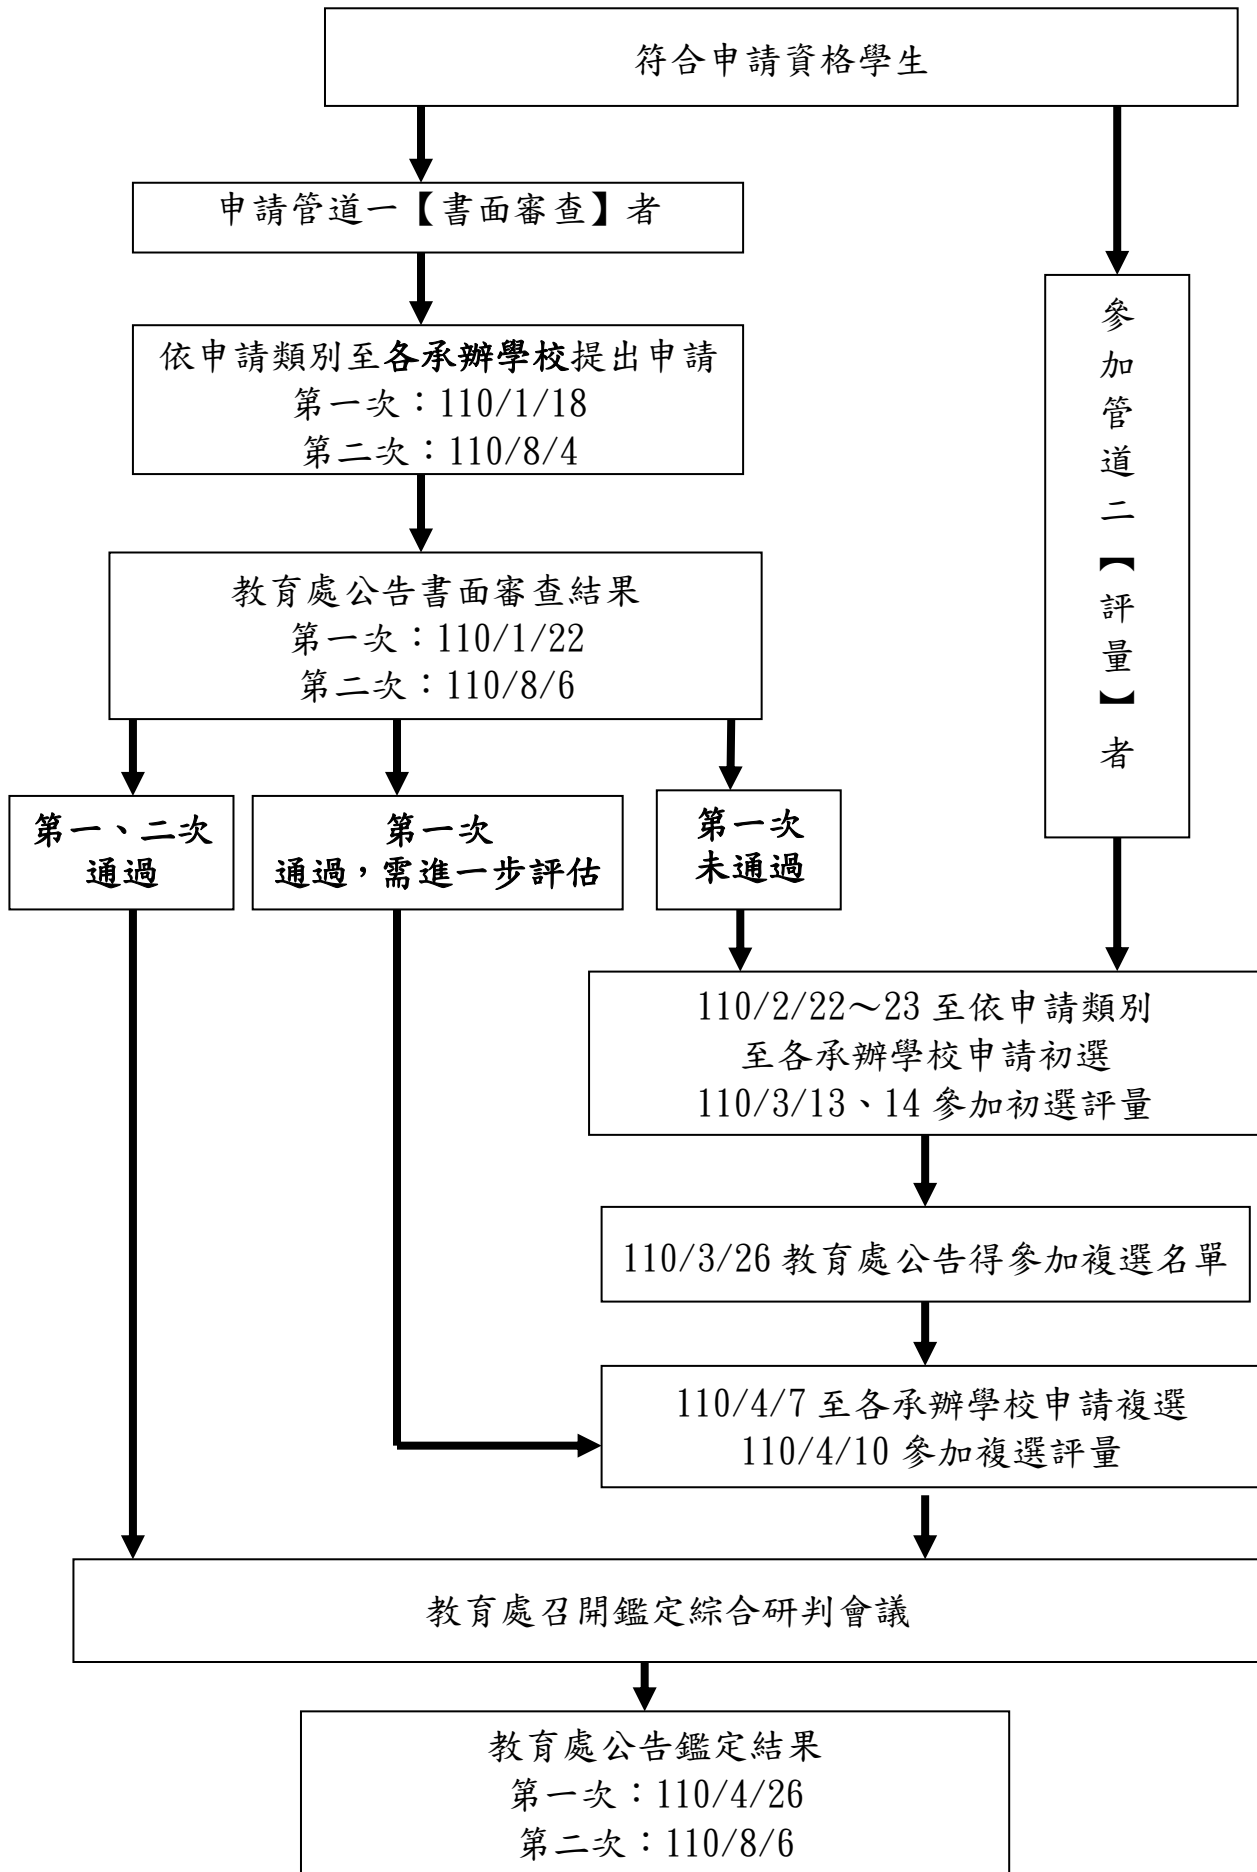 符合申請資格學生
申請管道一【書面審查】者
依申請類別至各承辦學校提出申請
第一次：110/1/18
第二次：110/8/4
教育處公告書面審查結果
第一次：110/1/22
第二次：110/8/6
參加管道二【評量】者
第一、二次
通過
第一次
通過，需進一步評估
第一次
未通過
110/2/22～23 至依申請類別
至各承辦學校申請初選
110/3/13、14 參加初選評量
110/3/26 教育處公告得參加複選名單
110/4/7 至各承辦學校申請複選
110/4/10 參加複選評量
教育處召開鑑定綜合研判會議
教育處公告鑑定結果
第一次：110/4/26
第二次：110/8/6